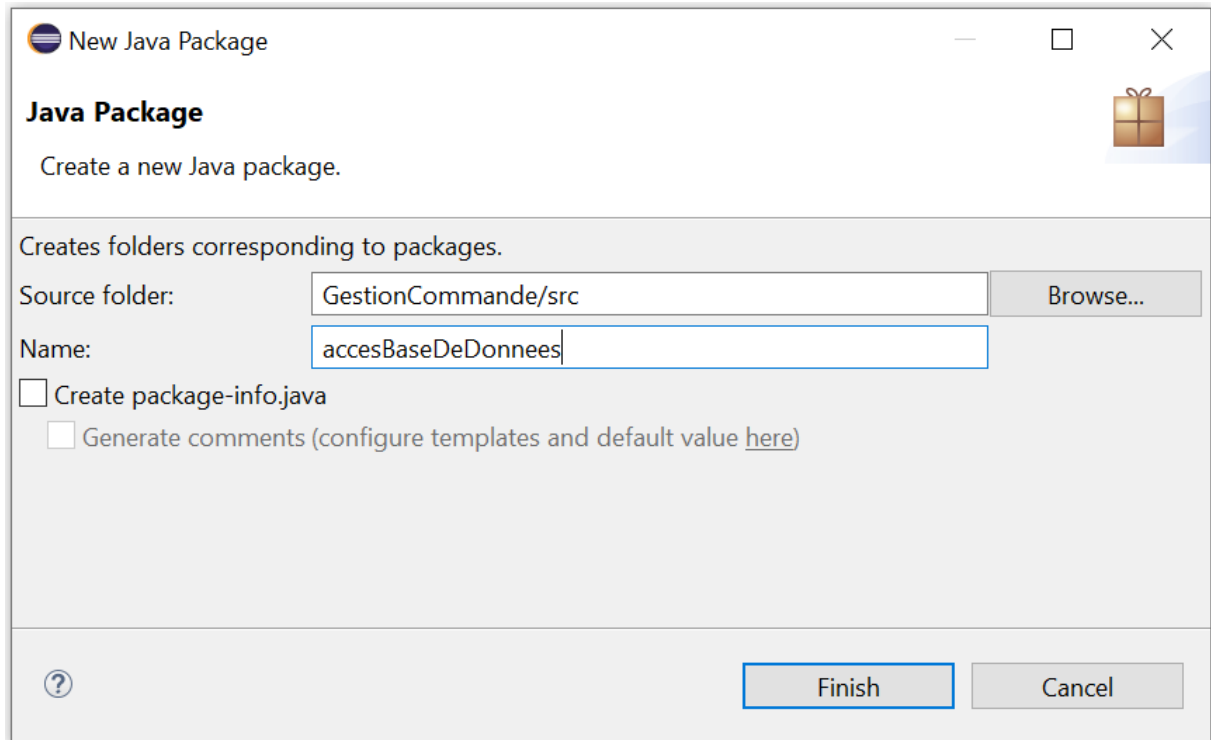 New Java Package
Java Package
Create a new Java package.
Creates folders corresponding to packages.
Source folder: GestionCommande/src Browse...
Name: accesBaseDeDonnees
Create package-info.java
Generate comments (configure templates and default value here)
? Finish Cancel